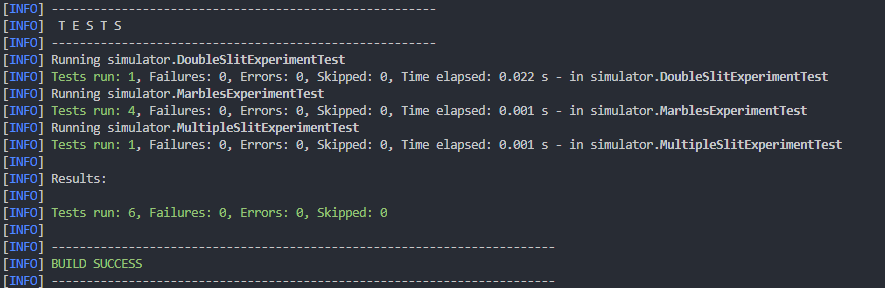 [INFO] -------------------------------------------------------
[INFO]  T E S T S
[INFO] -------------------------------------------------------
[INFO] Running simulator.DoubleSlitExperimentTest
[INFO] Tests run: 1, Failures: 0, Errors: 0, Skipped: 0, Time elapsed: 0.022 s - in simulator.DoubleSlitExperimentTest
[INFO] Running simulator.MarblesExperimentTest
[INFO] Tests run: 4, Failures: 0, Errors: 0, Skipped: 0, Time elapsed: 0.001 s - in simulator.MarblesExperimentTest
[INFO] Running simulator.MultipleSlitExperimentTest
[INFO] Tests run: 1, Failures: 0, Errors: 0, Skipped: 0, Time elapsed: 0.001 s - in simulator.MultipleSlitExperimentTest
[INFO]
[INFO] Results:
[INFO]
[INFO] Tests run: 6, Failures: 0, Errors: 0, Skipped: 0
[INFO]
[INFO] ------------------------------------------------------------------------
[INFO] BUILD SUCCESS
[INFO] ------------------------------------------------------------------------